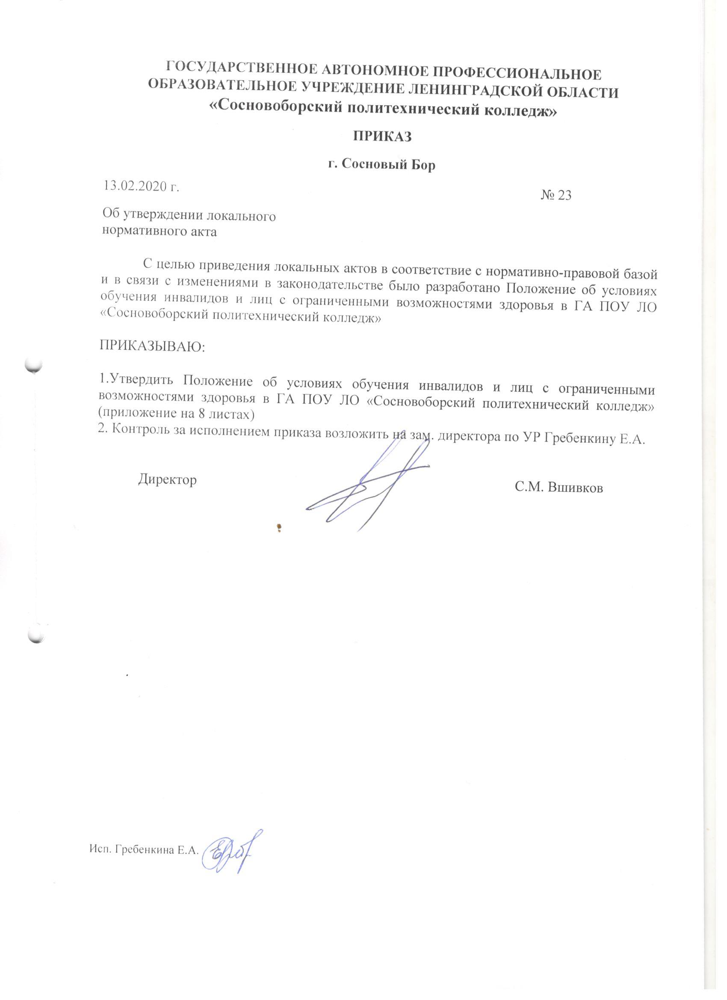 ГОСУДАРСТВЕННОЕ АВТОНОМНОЕ ПРОФЕССИОНАЛЬНОЕ
ОБРАЗОВАТЕЛЬНОЕ УЧРЕЖДЕНИЕ ЛЕНИНГРАДСКОЙ ОБЛАСТИ
«Сосновоборский политехнический колледж»
ПРИКАЗ
г. Сосновый Бор
13.02.2020 г.
№ 23
Об утверждении локального
нормативного акта
С целью приведения локальных актов в соответствие с нормативно-правовой базой
и в связи с изменениями в законодательстве было разработано Положение об условиях
обучения инвалидов и лиц с ограниченными возможностями здоровья в ГА ПОУ ЛО
«Сосновоборский политехнический колледж»
ПРИКАЗЫВАЮ:
1.Утвердить Положение об условиях обучения инвалидов и лиц с ограниченными
возможностями здоровья в ГА ПОУ ЛО «Сосновоборский политехнический колледж»
(приложение на 8 листах)
2. Контроль за исполнением приказа возложить на зам. директора по УР Гребенкину Е.А.
Директор
С.М. Вшивков
Исп. Гребенкина Е.А.